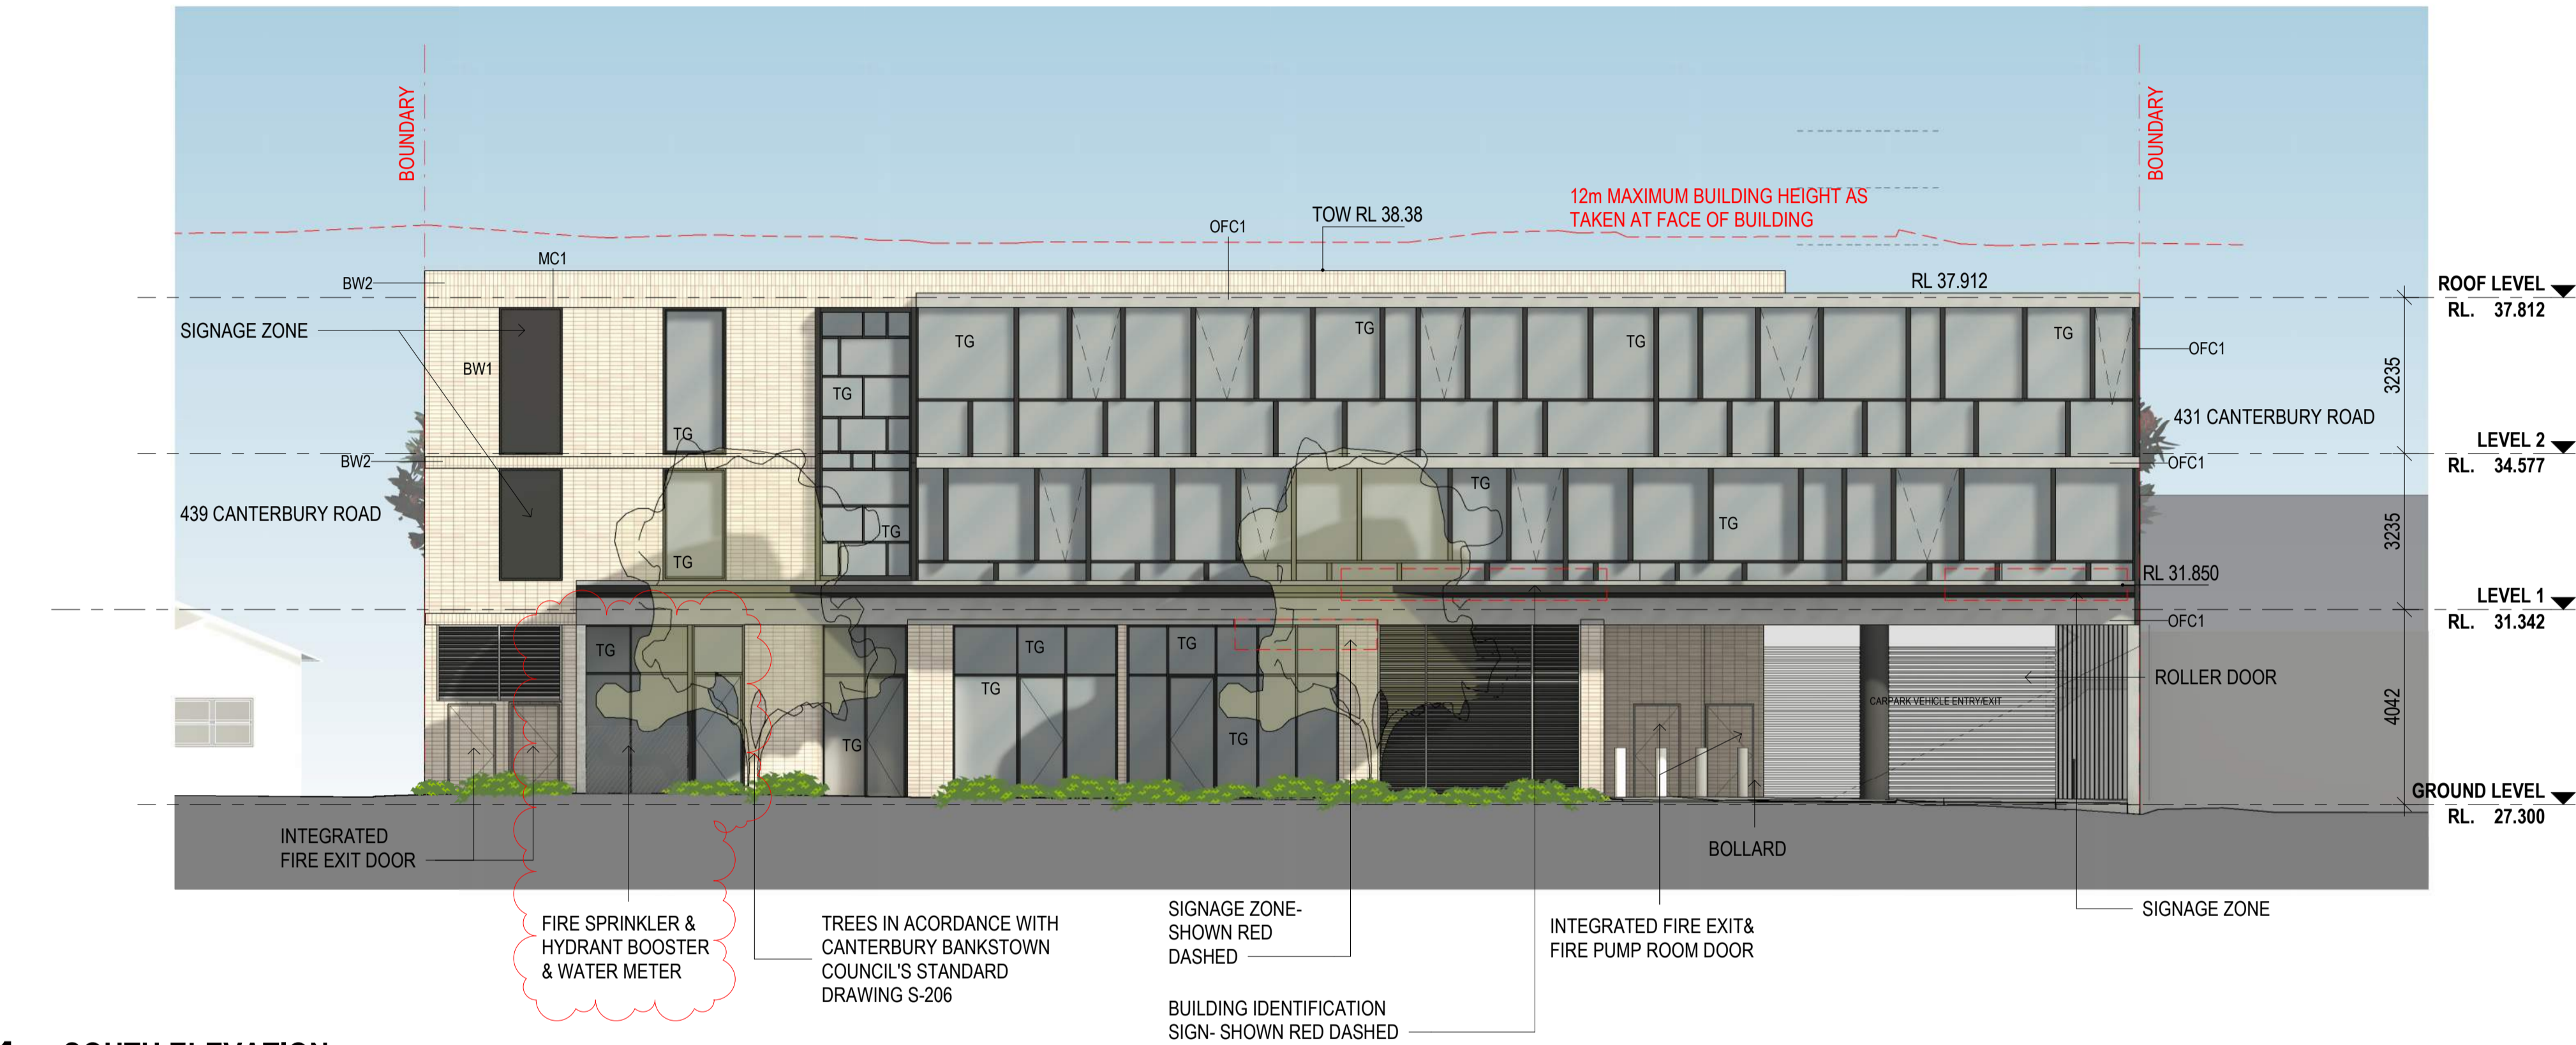 BOUNDARY
BOUNDARY
12m MAXIMUM BUILDING HEIGHT AS
TAKEN AT FACE OF BUILDING
TOW RL 38.38
OFC1
MC1
BW2
RL 37.912
ROOF LEVEL
RL. 37.812
SIGNAGE ZONE
BW1
TG
TG
TG
TG
TG
OFC1
3235
431 CANTERBURY ROAD
TG
LEVEL 2
BW2
OFC1
RL. 34.577
439 CANTERBURY ROAD
TG
TG
TG
TG
3235
RL 31.850
LEVEL 1
OFC1
RL. 31.342
TG
TG
TG
TG
TG
TG
ROLLER DOOR
CARPARK VEHICLE ENTRY/EXIT
4042
GROUND LEVEL
RL. 27.300
INTEGRATED
FIRE EXIT DOOR
BOLLARD
FIRE SPRINKLER &
HYDRANT BOOSTER
& WATER METER
TREES IN ACORDANCE WITH
CANTERBURY BANKSTOWN
COUNCIL'S STANDARD
DRAWING S-206
SIGNAGE ZONE-
SHOWN RED
DASHED
BUILDING IDENTIFICATION
SIGN- SHOWN RED DASHED
INTEGRATED FIRE EXIT&
FIRE PUMP ROOM DOOR
SIGNAGE ZONE
SOUTH ELEVATION